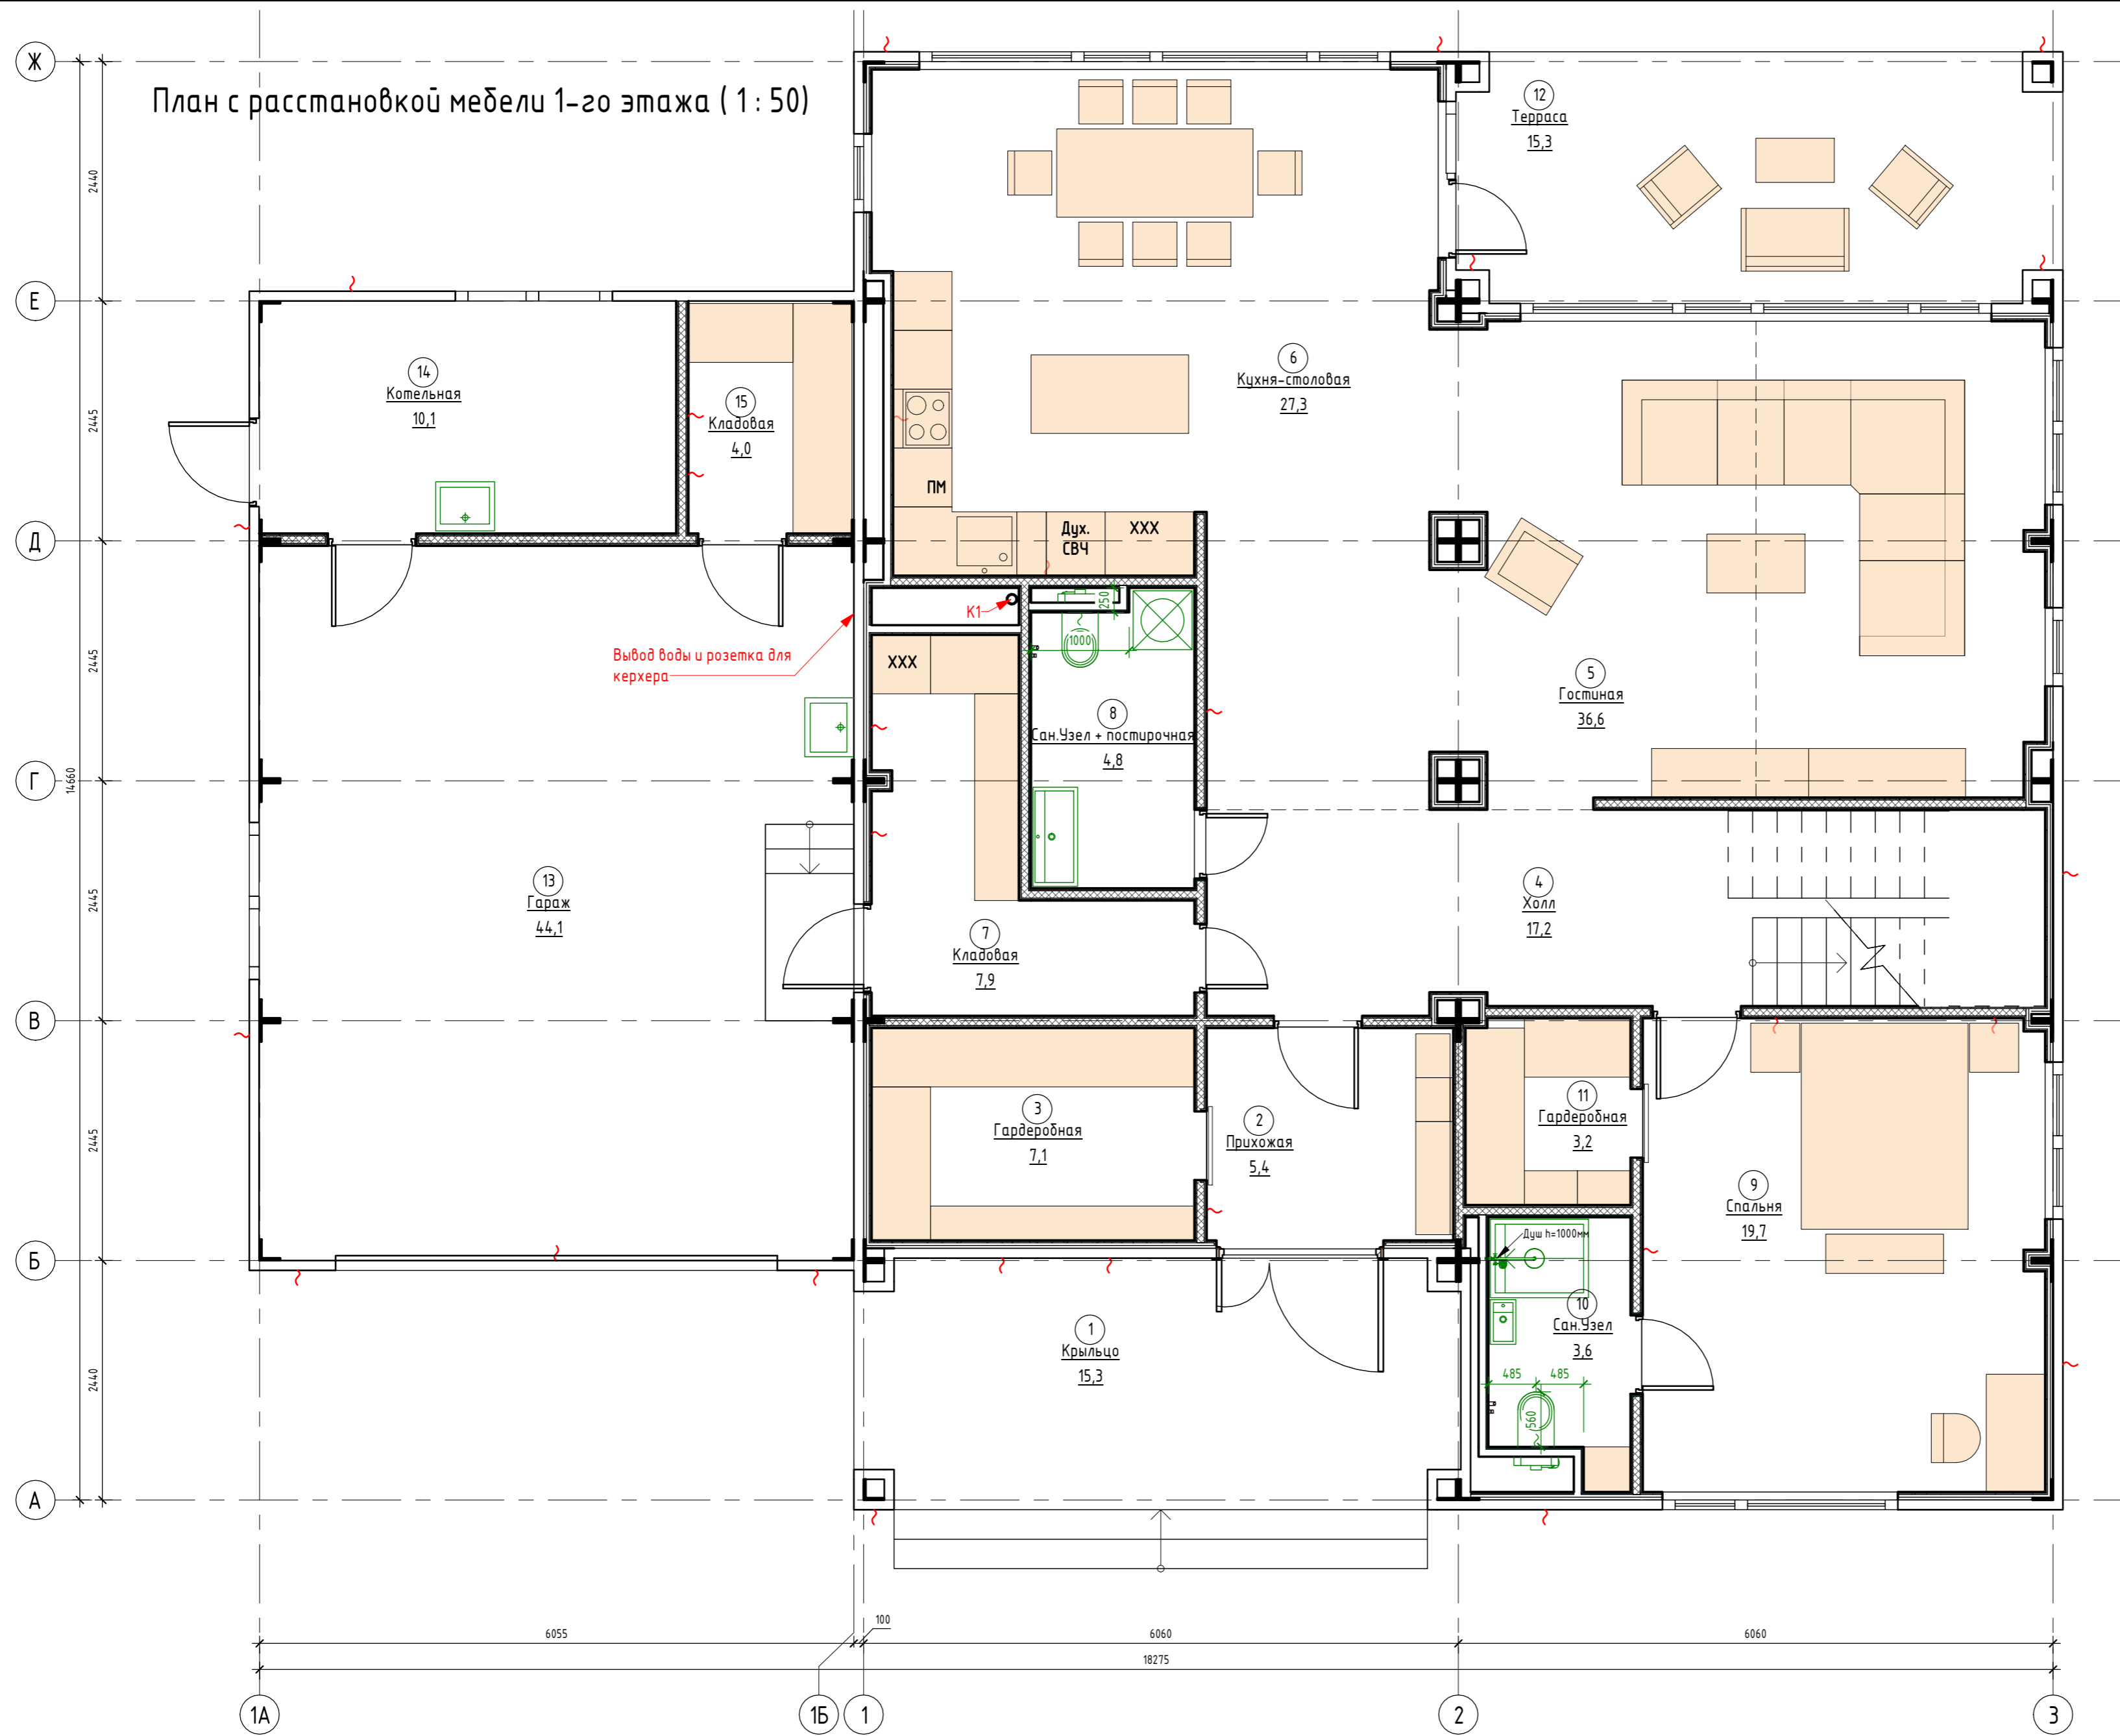 Ж
План с расстановкой мебели 1-го этажа ( 1 : 50)
12
Терраса
15,3
2440
Е
6
Кухня-столовая
27,3
14
Котельная
10,1
15
Кладовая
4,0
2445
ПМ
Дух.
СВЧ
ХХХ
Д
К1
250
1000
Вывод воды и розетка для
керхера
ХХХ
2445
5
Гостиная
36,6
8
Сан.Узел + постирочная
4,8
Г
14660
13
Гараж
44,1
4
Холл
17,2
2445
7
Кладовая
7,9
В
3
Гардеробная
7,1
2
Прихожая
5,4
11
Гардеробная
3,2
2445
9
Спальня
19,7
Душ h=1000мм
Б
10
Сан.Узел
3,6
1
Крыльцо
15,3
485
485
560
2440
А
100
6055
6060
6060
18275
1А
1Б
1
2
3